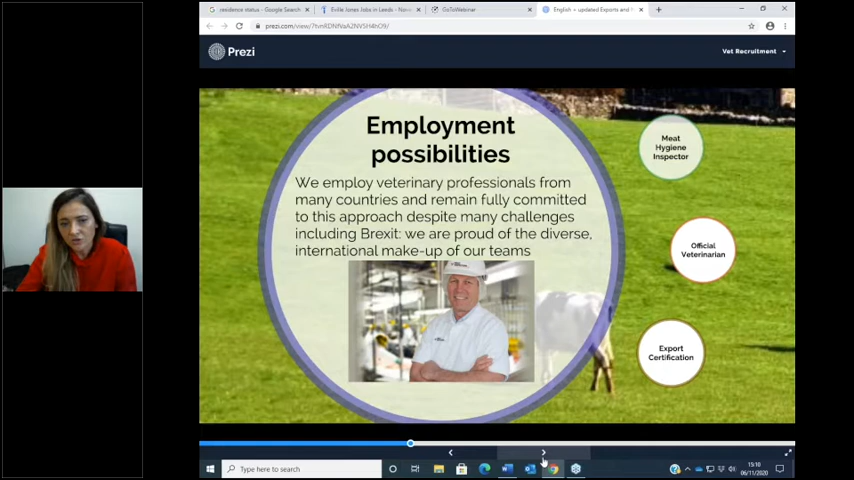 residence status - Google Search
Eville Jones Jobs in Leeds - Nove
GoToWebinar
English + updated Exports and
prezi.com/view/
Prezi
Vet Recruitment
Employment
possibilities
We employ veterinary professionals from
many countries and remain fully committed
to this approach despite many challenges
including Brexit: we are proud of the diverse,
international make-up of our teams
Meat
Hygiene
Inspector
Official
Veterinarian
Export
Certification
Type here to search
15:10
06/11/2020